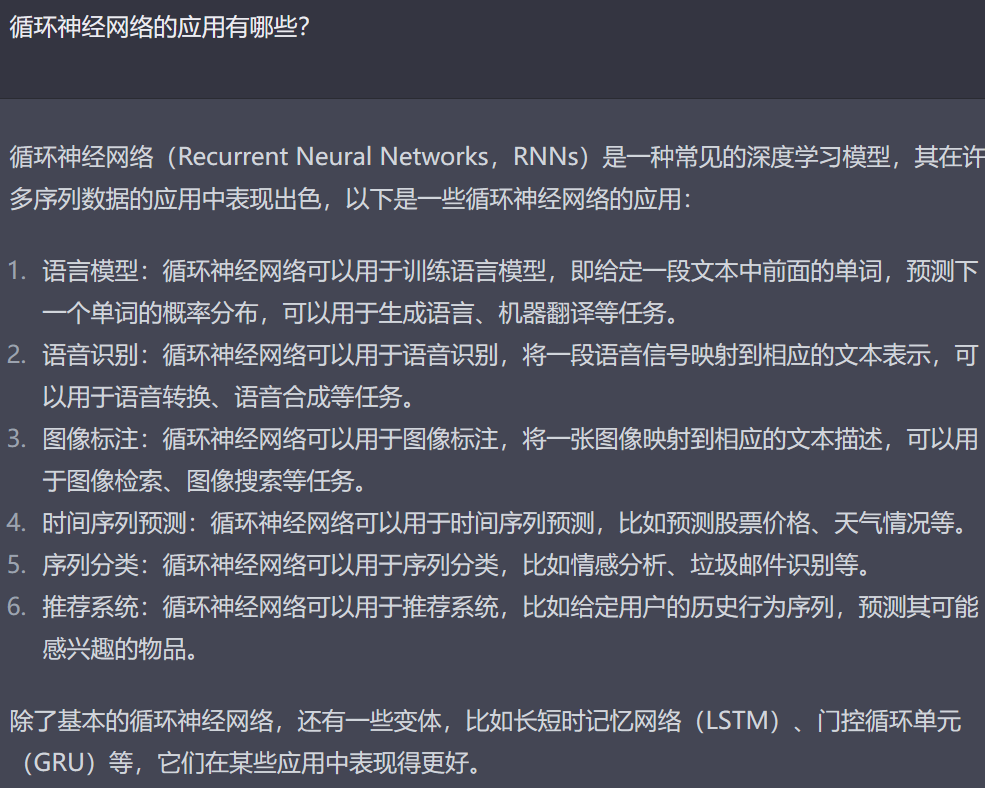 循环神经网络的应用有哪些？
循环神经网络（Recurrent Neural Networks，RNNs）是一种常见的深度学习模型，其在许
多序列数据的应用中表现出色，以下是一些循环神经网络的应用：
1. 语言模型：循环神经网络可以用于训练语言模型，即给定一段文本中前面的单词，预测下
一个单词的概率分布，可以用于生成语言、机器翻译等任务。
2. 语音识别：循环神经网络可以用于语音识别，将一段语音信号映射到相应的文本表示，可
以用于语音转换、语音合成等任务。
3. 图像标注：循环神经网络可以用于图像标注，将一张图像映射到相应的文本描述，可以用
于图像检索、图像搜索等任务。
4. 时间序列预测：循环神经网络可以用于时间序列预测，比如预测股票价格、天气情况等。
5. 序列分类：循环神经网络可以用于序列分类，比如情感分析、垃圾邮件识别等。
6. 推荐系统：循环神经网络可以用于推荐系统，比如给定用户的历史行为序列，预测其可能
感兴趣的物品。
除了基本的循环神经网络，还有一些变体，比如长短时记忆网络（LSTM）、门控循环单元
（GRU）等，它们在某些应用中表现得更好。